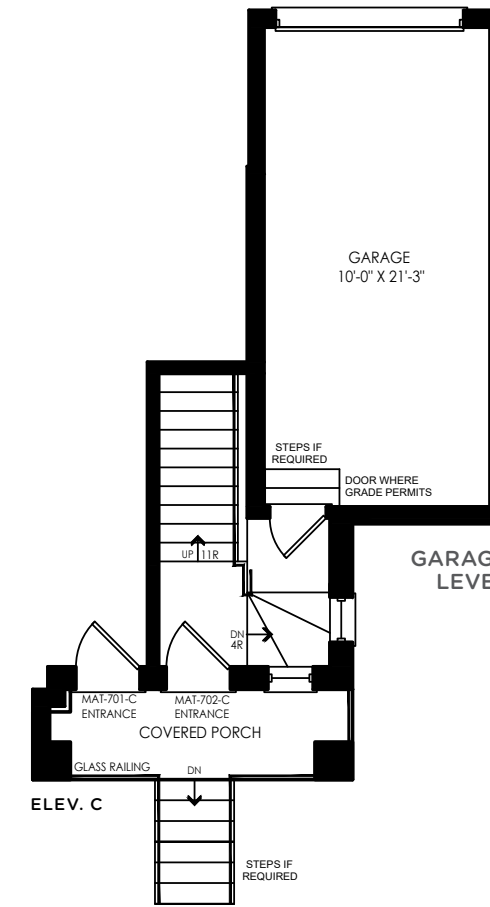 GARAGE
10'-0" X 21'-3"
STEPS IF
REQUIRED
DOOR WHERE
GRADE PERMITS
UP 11R
GARAG
LEVE
DN
4R
MAT-701-C
ENTRANCE
MAT-702-C
ENTRANCE
COVERED PORCH
GLASS RAILING
DN
ELEV. C
STEPS IF
REQUIRED